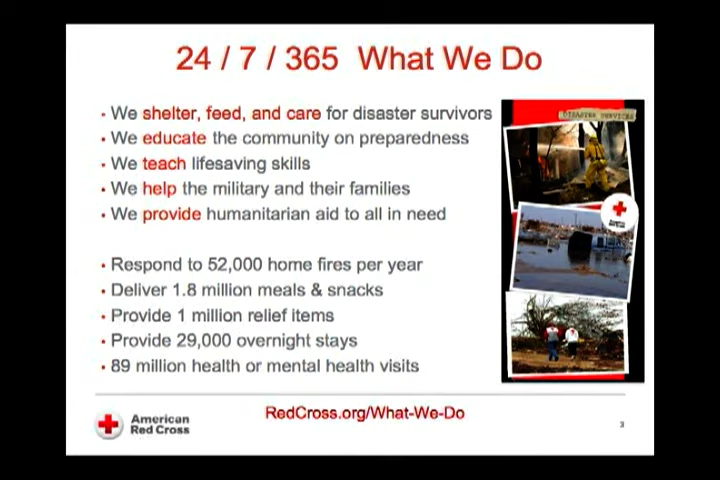 24 / 7 / 365 What We Do
• We shelter, feed, and care for disaster survivors
• We educate the community on preparedness
• We teach lifesaving skills
• We help the military and their families
• We provide humanitarian aid to all in need
• Respond to 52,000 home fires per year
• Deliver 1.8 million meals & snacks
• Provide 1 million relief items
• Provide 29,000 overnight stays
• 89 million health or mental health visits
DISASTER SERVICES
American
Red Cross
RedCross.org/What-We-Do
3